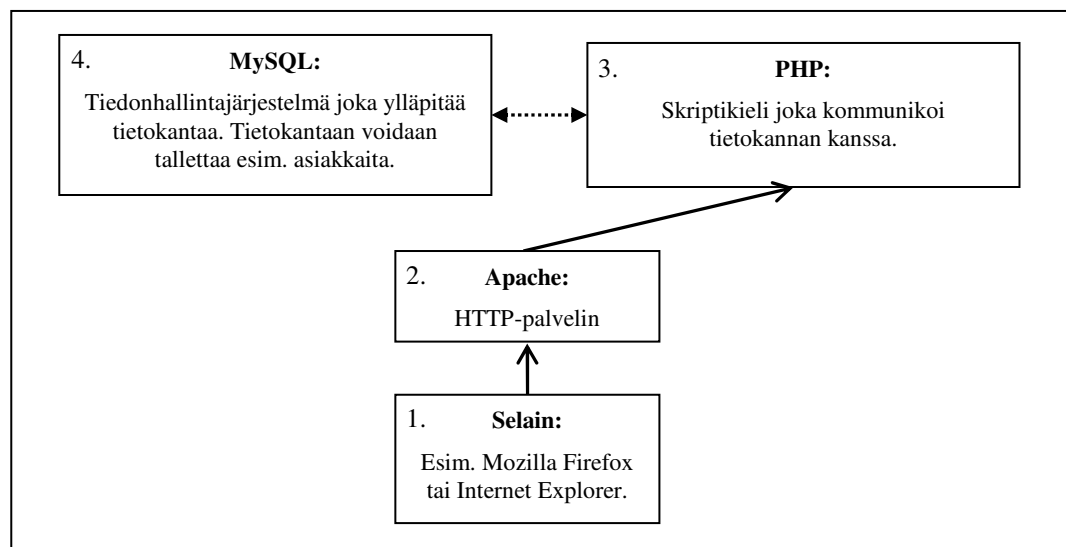 4. MySQL:
Tiedonhallintajärjestelmä joka ylläpitää
tietokantaa. Tietokantaan voidaan
tallettaa esim. asiakkaita.
3. PHP:
Skriptikieli joka kommunikoi
tietokannan kanssa.
2. Apache:
HTTP-palvelin
1. Selain:
Esim. Mozilla Firefox
tai Internet Explorer.